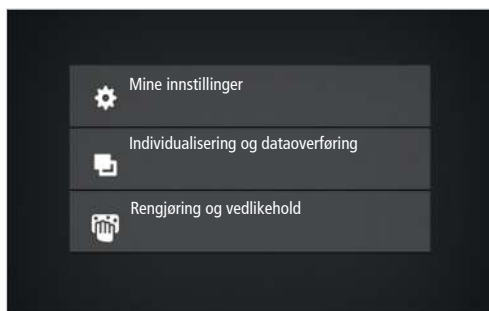 Mine innstillinger
Individualisering og dataoverføring
Rengjøring og vedlikehold